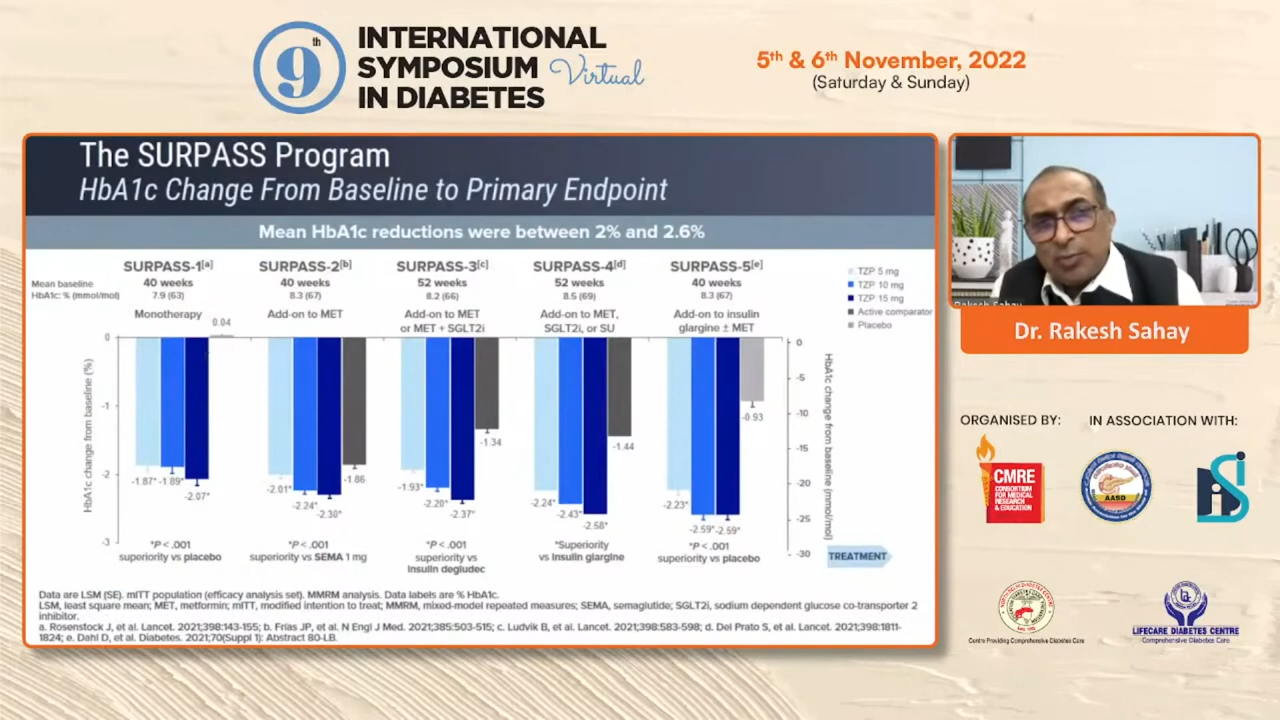 9th
INTERNATIONAL
SYMPOSIUM Virtual
IN DIABETES
5th & 6th November, 2022
(Saturday & Sunday)
The SURPASS Program
HbA1c Change From Baseline to Primary Endpoint
Mean HbA1c reductions were between 2% and 2.6%
SURPASS-1[a] SURPASS-2[b] SURPASS-3[c] SURPASS-4[d] SURPASS-5[e]
40 weeks 40 weeks 52 weeks 52 weeks 40 weeks
Mean baseline
HbA1c: % (mmol/mol) 7.9 (63) 8.3 (67) 8.2 (66) 8.5 (69) 8.3 (67)
Monotherapy Add-on to MET Add-on to MET Add-on to MET, Add-on to insulin
or MET + SGLT2i SGLT2i, or SU glargine ± MET
TZP 5 mg
TZP 10 mg
TZP 15 mg
Active comparator
Placebo
HbA1c change from baseline (%)
0
-1
-2
-3
0.04
-1.87* -1.89*
-2.07*
-2.01*
-2.24*
-2.30*
-1.86
-1.93*
-2.20*
-2.37*
-1.34
-2.24*
-2.43*
-2.58*
-1.44
-2.23*
-2.59* -2.59*
-0.93
0
-5
-10
-15
-20
-25
-30
HbA1c change from baseline (mmol/mol)
*P < .001 *P < .001 *P < .001 *Superiority *P < .001
superiority vs placebo superiority vs SEMA 1 mg superiority vs vs Insulin glargine superiority vs placebo
Insulin degludec
TREATMENT
Data are LSM (SE). mITT population (efficacy analysis set). MMRM analysis. Data labels are % HbA1c.
LSM, least square mean; MET, metformin; mITT, modified intention to treat; MMRM, mixed-model repeated measures; SEMA, semaglutide; SGLT2i, sodium dependent glucose co-transporter 2
inhibitor.
a. Rosenstock J, et al. Lancet. 2021;398:143-155; b. Frías JP, et al. N Engl J Med. 2021;385:503-515; c. Ludvik B, et al. Lancet. 2021;398:583-598; d. Del Prato S, et al. Lancet. 2021;398:1811-
1824; e. Dahl D, et al. Diabetes. 2021;70(Suppl 1): Abstract 80-LB.
Rakesh Sahay
Dr. Rakesh Sahay
ORGANISED BY: IN ASSOCIATION WITH:
CMRE
CONSORTIUM
FOR MEDICAL
RESEARCH
& EDUCATION
AASD
Centre Providing Comprehensive Diabetes Care
LIFECARE DIABETES CENTRE
Comprehensive Diabetes Care